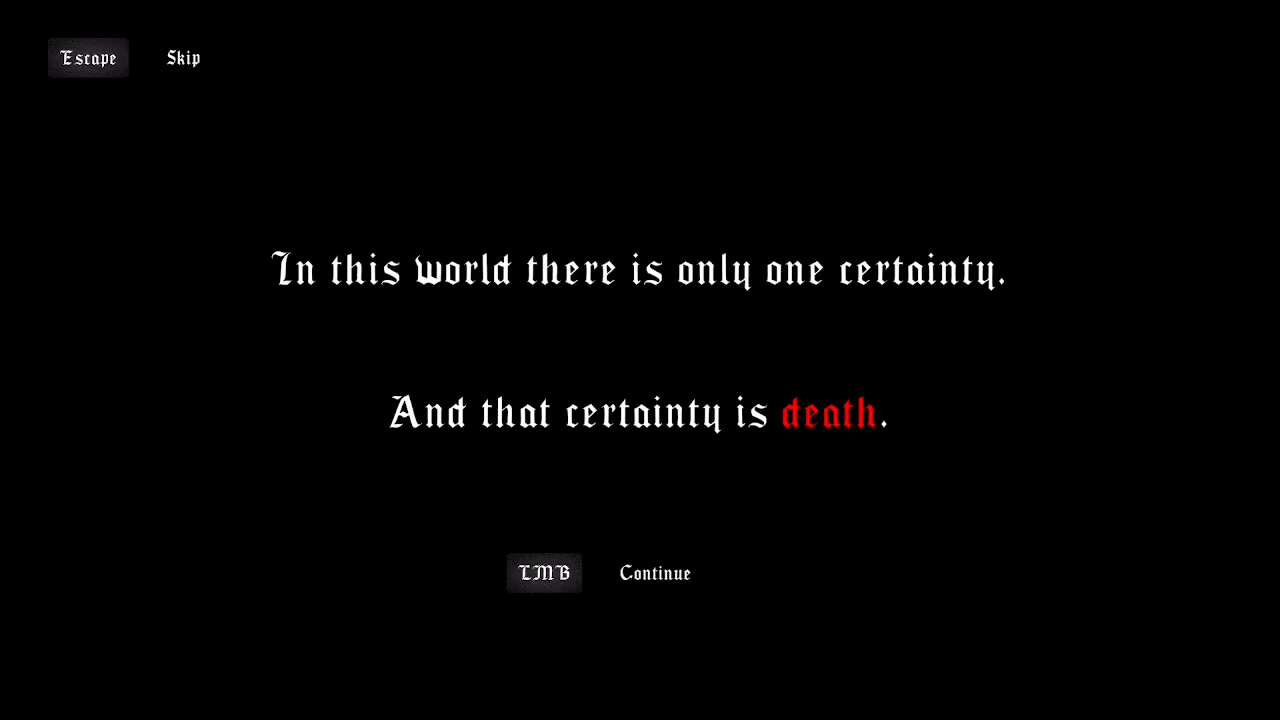 Escape Skip
In this world there is only one certainty.
And that certainty is death.
LMB Continue